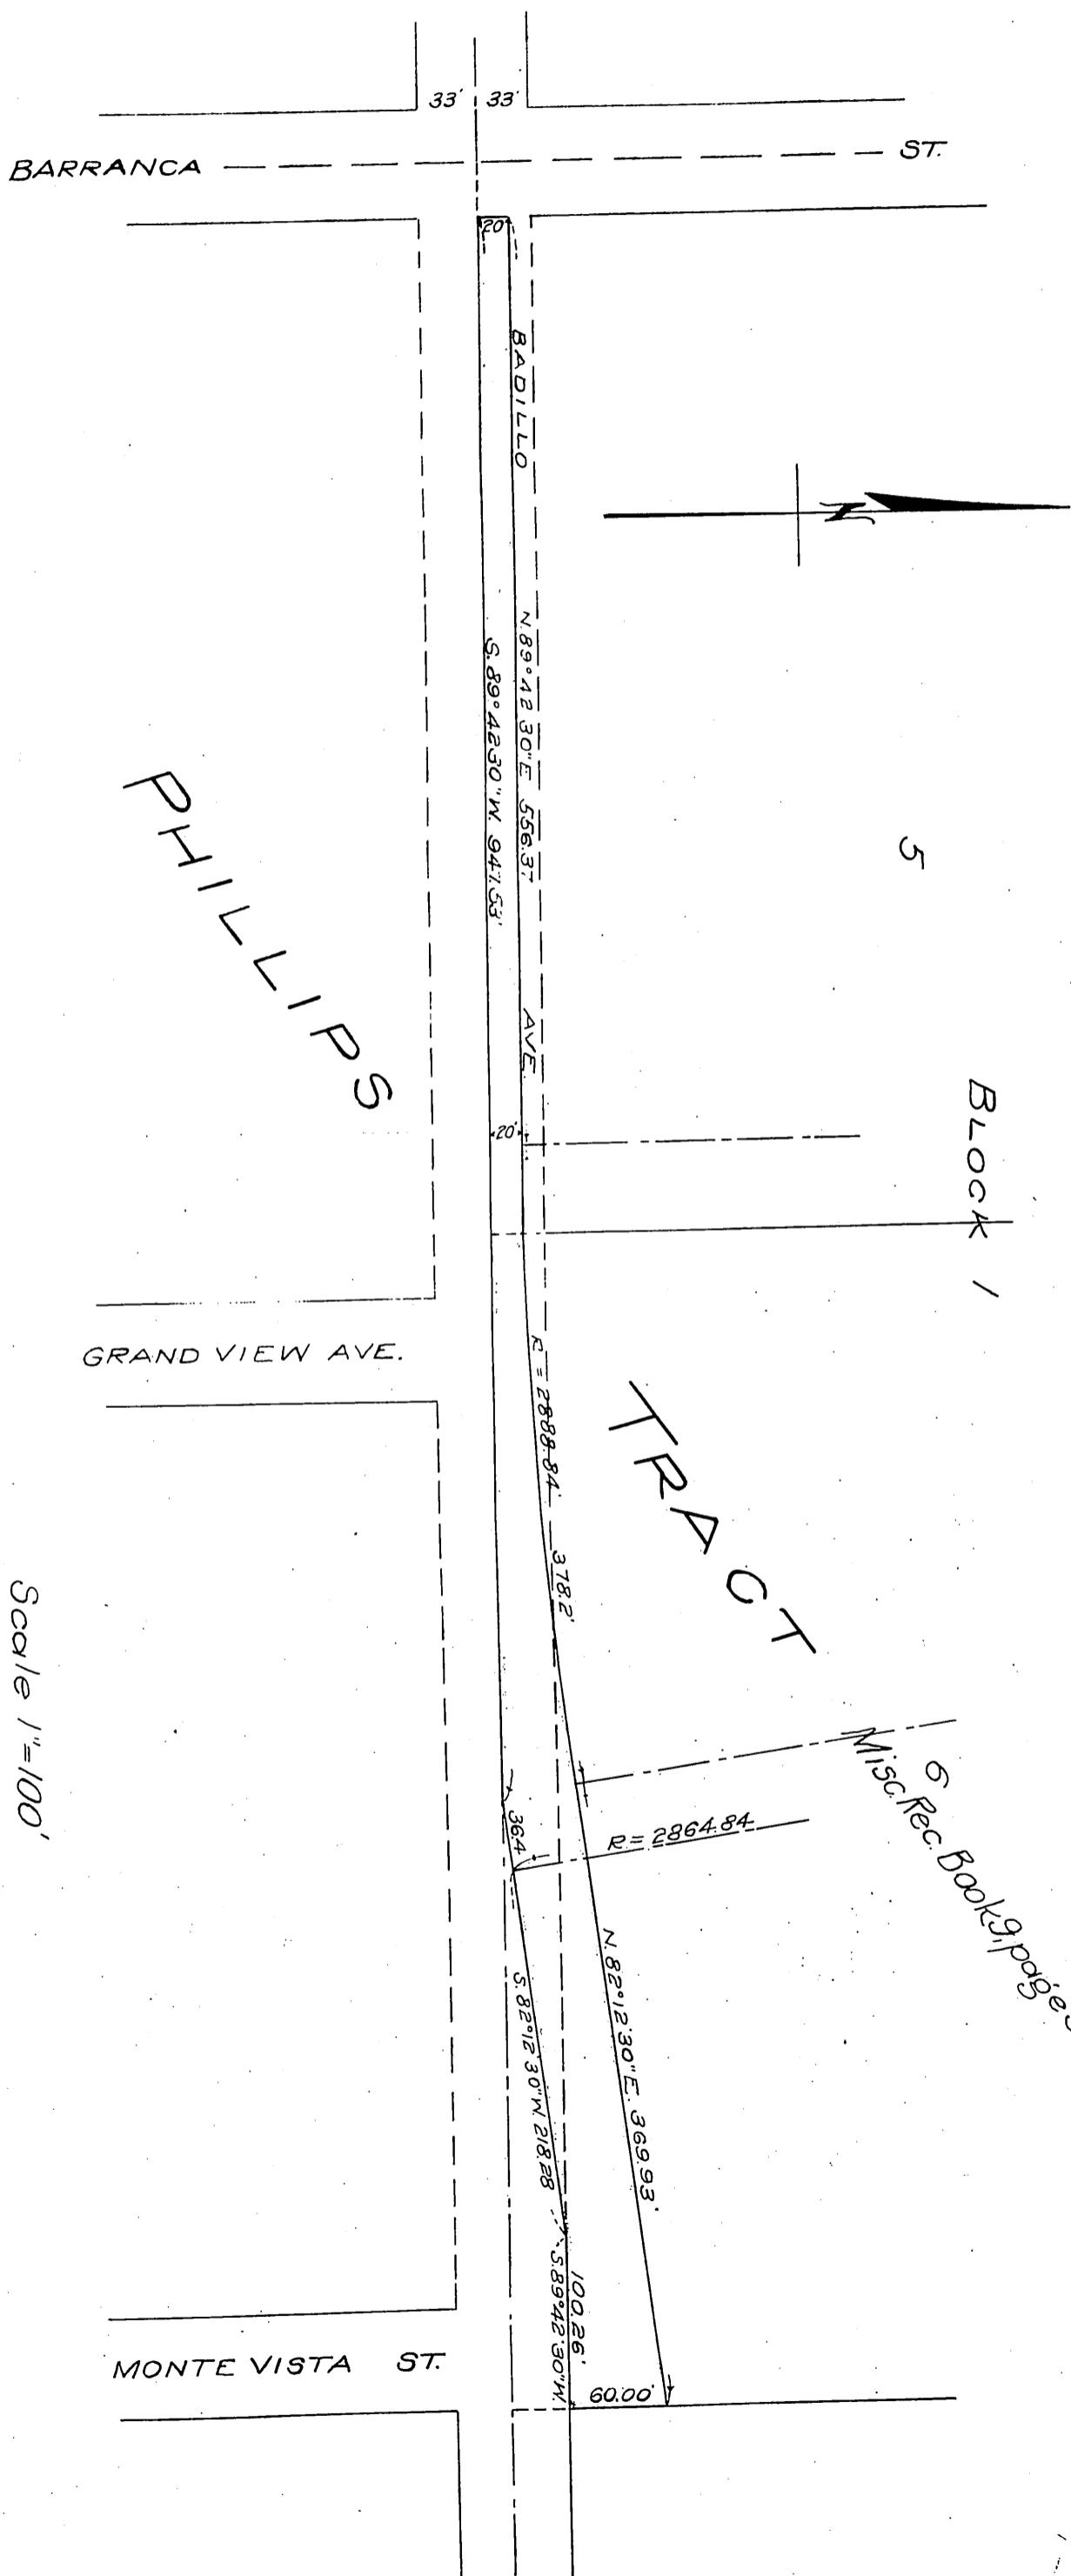 33' 33'
BARRANCA ST.
20'
BADILLO AVE.
N. 89° 42 30" E 556.37
S. 89° 42 30" W. 947.53'
N
5
PHILLIPS
BLOCK 1
20'
GRAND VIEW AVE.
R = 2888.84' 378.2'
TRACT
6
Misc. Rec. Book 9, pages
Scale 1"=100'
36.4
R = 2864.84
N. 82° 12' 30" E. 369.93'
S. 82° 12' 30" W. 218.28
S. 89° 42' 30" W.
100.26'
MONTE VISTA ST.
60.00'